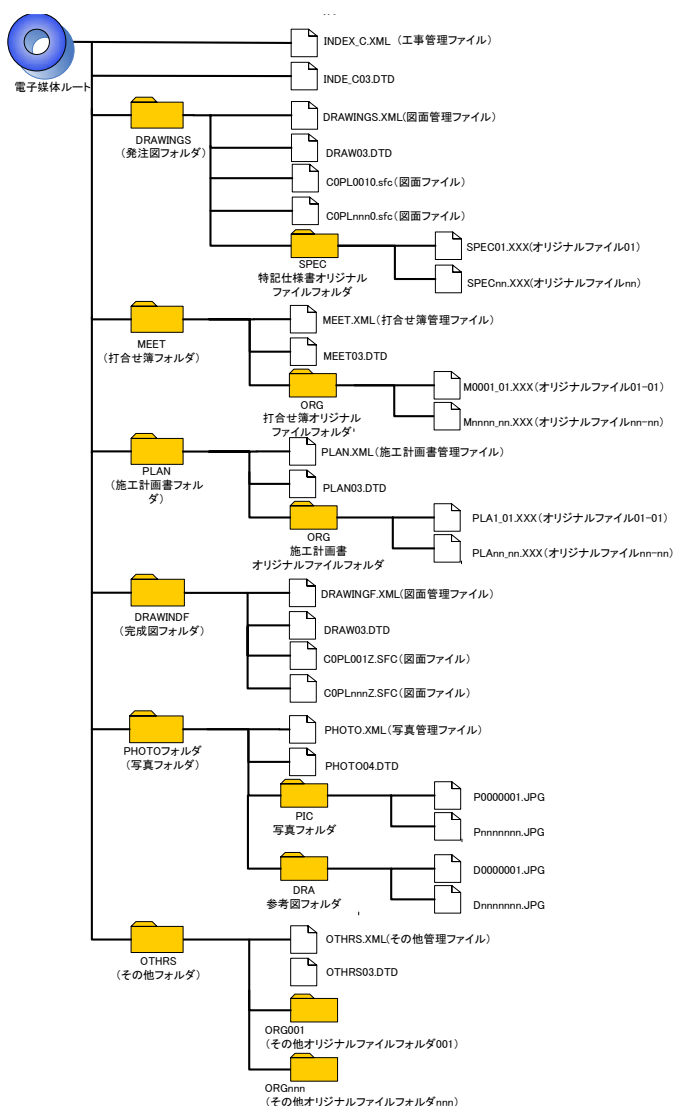 INDEX_C.XML （工事管理ファイル）
電子媒体ルート
INDE_C03.DTD
DRAWINGS
（発注図フォルダ）
DRAWINGS.XML(図面管理ファイル）
DRAW03.DTD
C0PL0010.sfc（図面ファイル）
C0PLnnn0.sfc（図面ファイル）
SPEC
特記仕様書オリジナル
ファイルフォルダ
SPEC01.XXX(オリジナルファイル01)
SPECnn.XXX(オリジナルファイルnn)
MEET
（打合せ簿フォルダ）
MEET.XML(打合せ簿管理ファイル）
MEET03.DTD
ORG
打合せ簿オリジナル
ファイルフォルダ
M0001_01.XXX（オリジナルファイル01-01)
Mnnnn_nn.XXX（オリジナルファイルnn-nn)
PLAN
（施工計画書フォル
ダ）
PLAN.XML（施工計画書管理ファイル）
PLAN03.DTD
ORG
施工計画書
オリジナルファイルフォルダ
PLA1_01.XXX（オリジナルファイル01-01)
PLAnn_nn.XXX（オリジナルファイルnn-nn)
DRAWINDF
（完成図フォルダ）
DRAWINGF.XML(図面管理ファイル）
DRAW03.DTD
C0PL001Z.SFC（図面ファイル）
C0PLnnnZ.SFC（図面ファイル）
PHOTOフォルダ
（写真フォルダ）
PHOTO.XML(写真管理ファイル）
PHOTO04.DTD
PIC
写真フォルダ
P0000001.JPG
Pnnnnnnn.JPG
DRA
参考図フォルダ
D0000001.JPG
Dnnnnnnn.JPG
OTHRS
（その他フォルダ）
OTHRS.XML(その他管理ファイル）
OTHRS03.DTD
ORG001
（その他オリジナルファイルフォルダ001）
ORGnnn
（その他オリジナルファイルフォルダnnn）